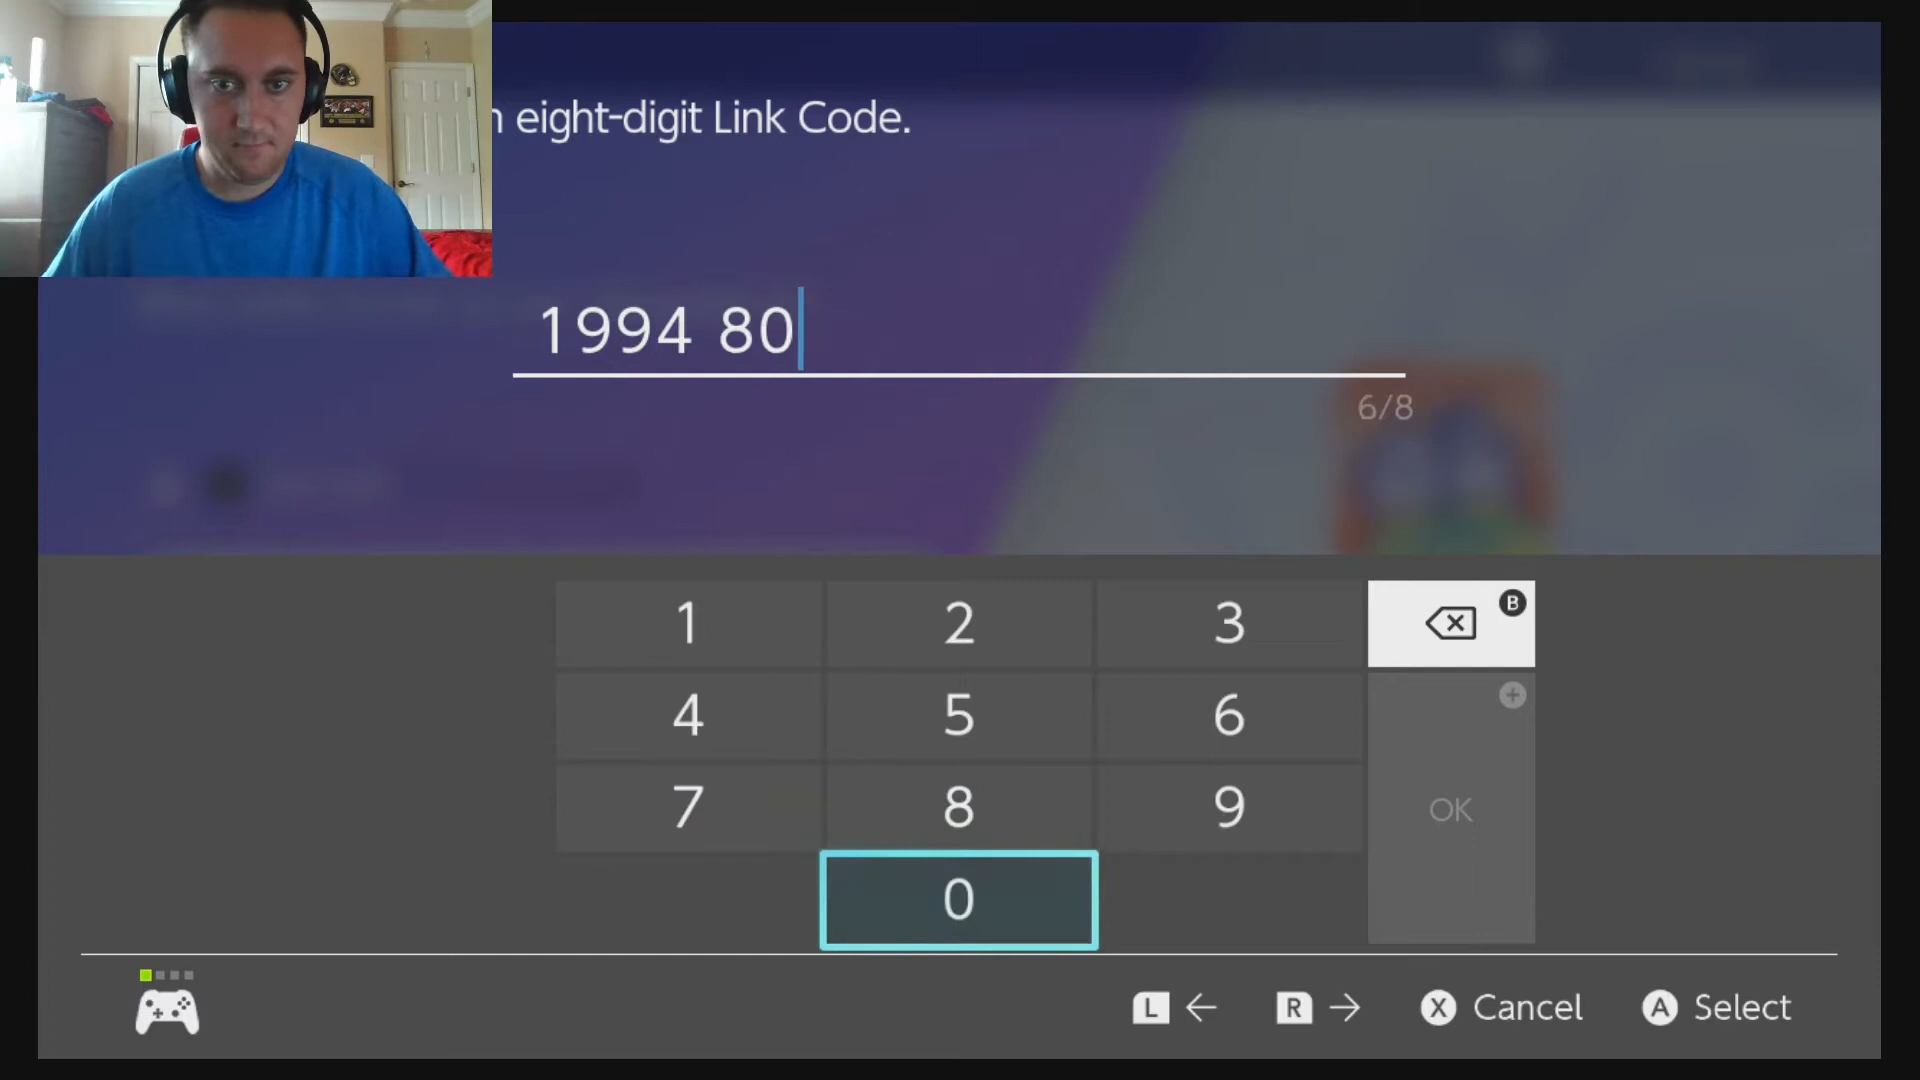 eight-digit Link Code.
1994 80
6/8
1 2 3 B
4 5 6 +
7 8 9 OK
0
L ← R → X Cancel A Select